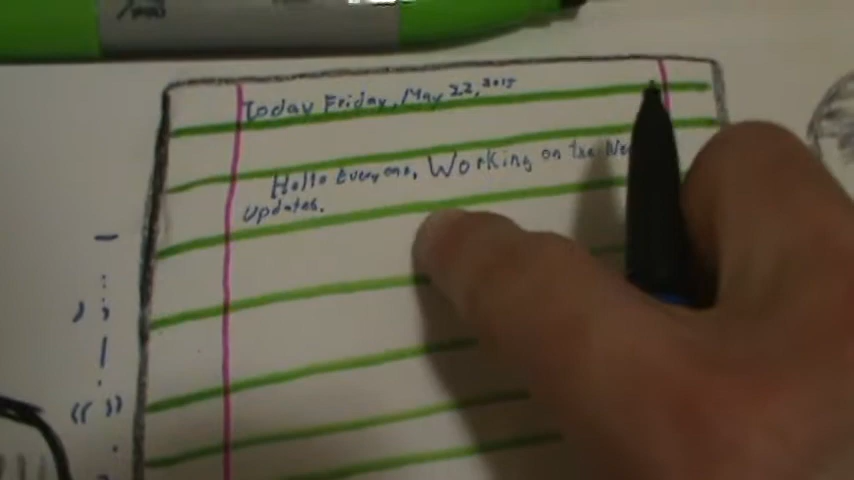 Today Friday, May 22, 2015
Hello Everyone, Working on the
updates.
-
:
, ;
/
(( ))